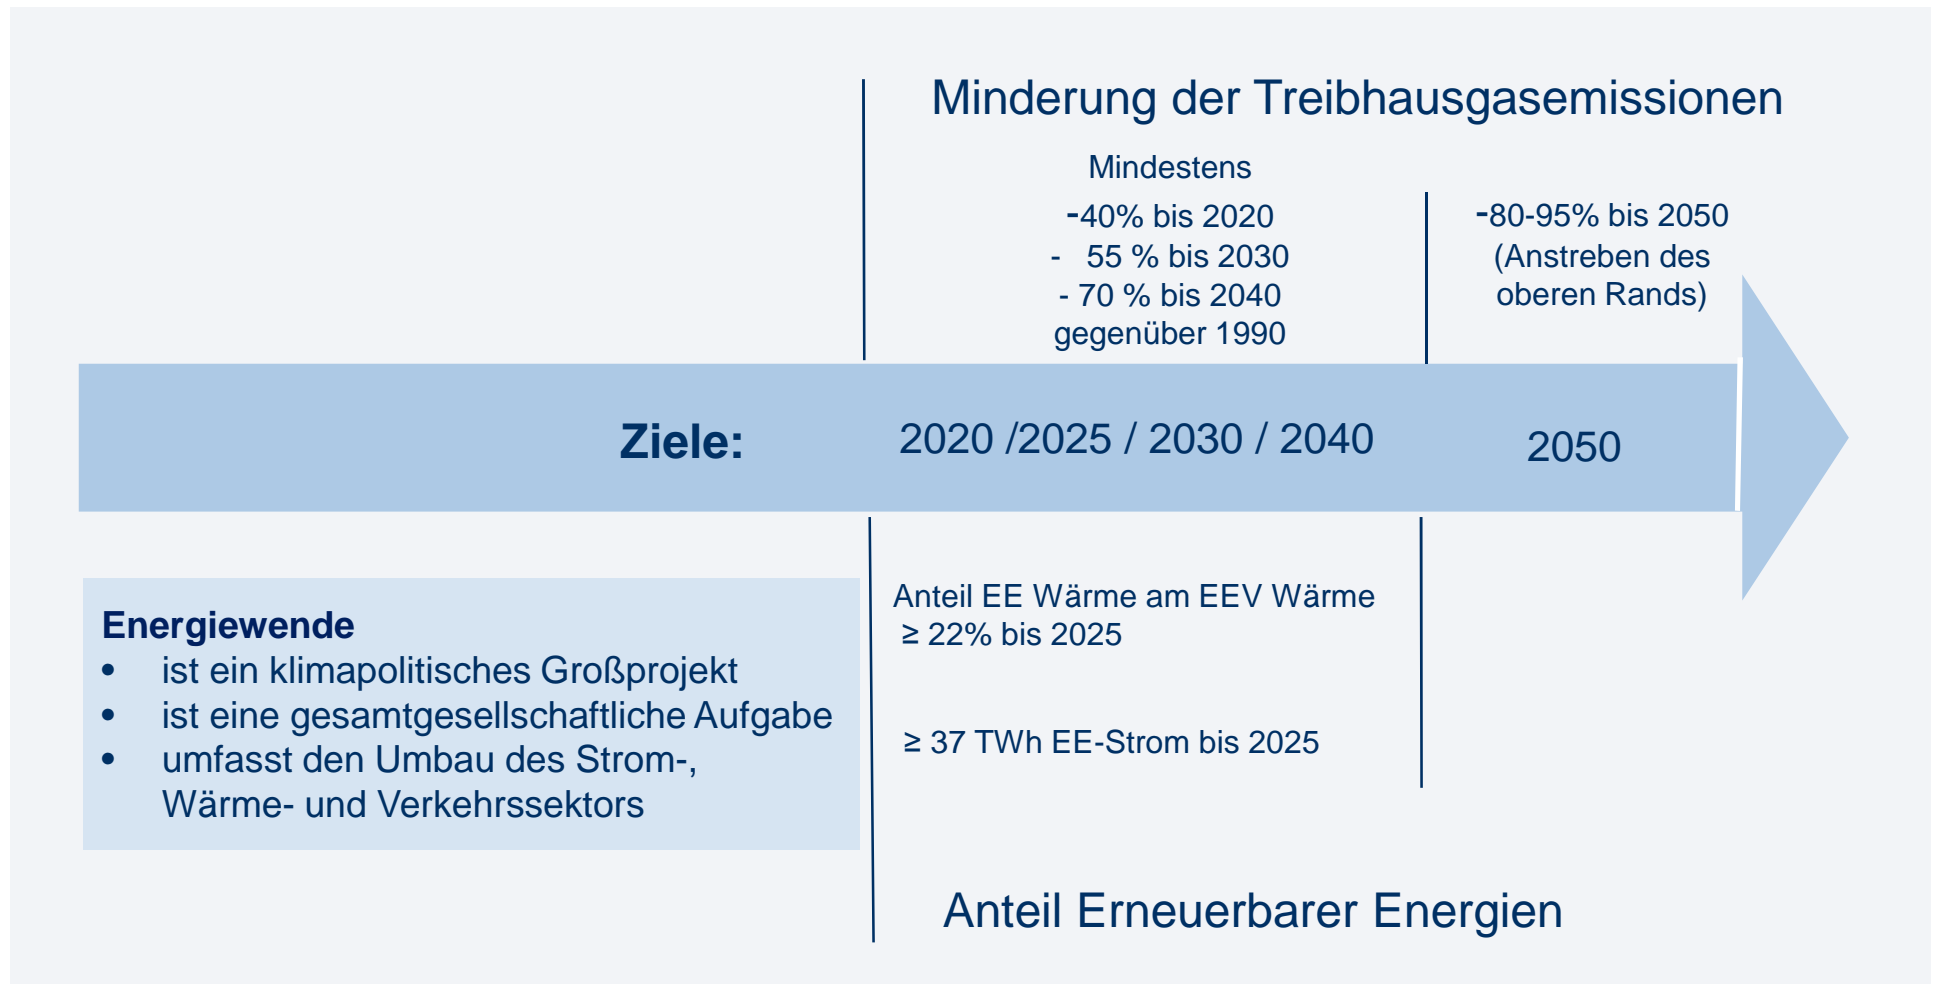 Minderung der Treibhausgasemissionen
Mindestens
-40% bis 2020
- 55 % bis 2030
- 70 % bis 2040
gegenüber 1990
-80-95% bis 2050
(Anstreben des
oberen Rands)
Ziele:
2020 /2025 / 2030 / 2040
2050
Energiewende
• ist ein klimapolitisches Großprojekt
• ist eine gesamtgesellschaftliche Aufgabe
• umfasst den Umbau des Strom-,
Wärme- und Verkehrssektors
Anteil EE Wärme am EEV Wärme
≥ 22% bis 2025
≥ 37 TWh EE-Strom bis 2025
Anteil Erneuerbarer Energien